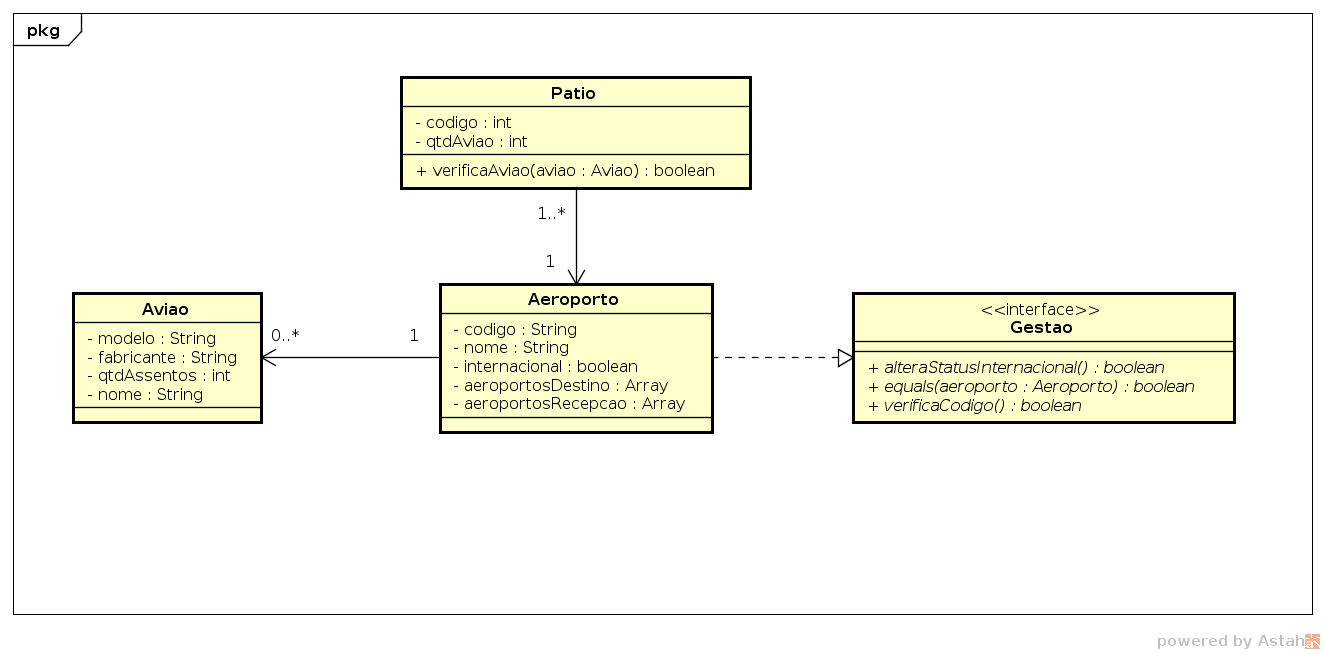 pkg
Patio
- codigo : int
- qtdAviao : int
+ verificaAviao(aviao : Aviao) : boolean
1..*
1
Aviao
- modelo : String
- fabricante : String
- qtdAssentos : int
- nome : String
0..*
1
Aeroporto
- codigo : String
- nome : String
- internacional : boolean
- aeroportosDestino : Array
- aeroportosRecepcao : Array
<<interface>>
Gestao
+ alteraStatusInternacional() : boolean
+ equals(aeroporto : Aeroporto) : boolean
+ verificaCodigo() : boolean
powered by Astah